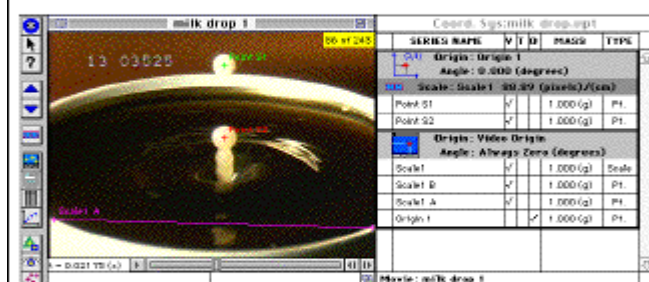 milk drop 1
86 of 243
13 03525
Point S1
Point S2
Scale1 A
t = 0.02175 (s)
Coord. Sys:milk drop.vpt
SERIES NAME V T D MASS TYPE
Origin: Origin 1
Angle: 0.000 (degrees)
Scale: Scale1 (pixels)/(cm)
Point S1 √ 1.000 (g) Pt.
Point S2 √ 1.000 (g) Pt.
Origin: Video Origin
Angle: Always Zero (degrees)
Scale1 √ 1.000 (g) Scale
Scale1 B √ 1.000 (g) Pt.
Scale1 A √ 1.000 (g) Pt.
Origin 1 √ 1.000 (g) Pt.
Movie: milk drop 1